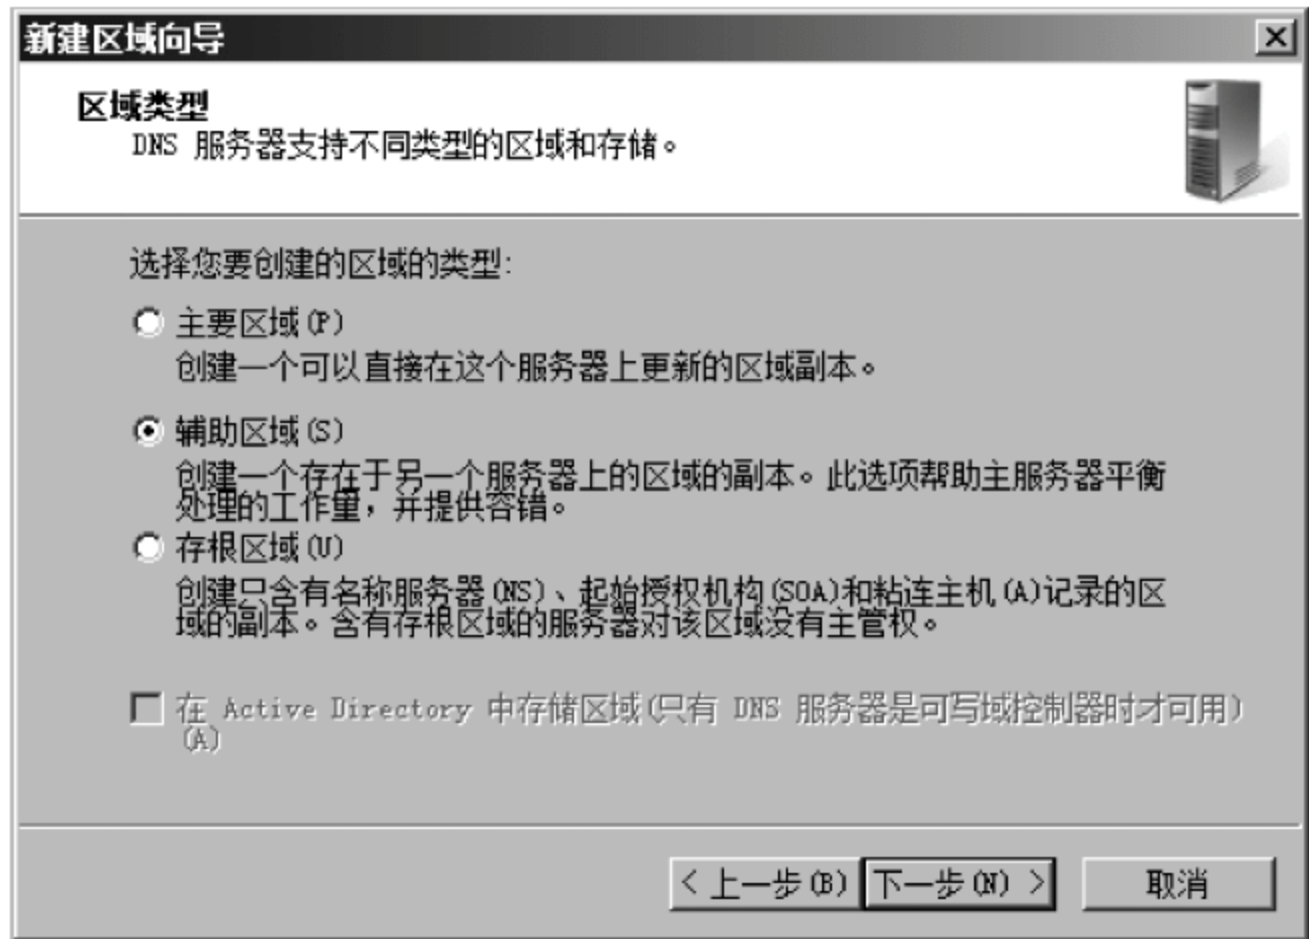 新建区域向导
区域类型
DNS 服务器支持不同类型的区域和存储。
选择您要创建的区域的类型:
主要区域(P)
创建一个可以直接在这个服务器上更新的区域副本。
辅助区域(S)
创建一个存在于另一个服务器上的区域的副本。此选项帮助主服务器平衡
处理的工作量，并提供容错。
存根区域(U)
创建只含有名称服务器(NS)、起始授权机构(SOA)和粘连主机(A)记录的区
域的副本。含有存根区域的服务器对该区域没有主管权。
在 Active Directory 中存储区域(只有 DNS 服务器是可写域控制器时才可用)
(A)
< 上一步(B) 下一步(N) > 取消